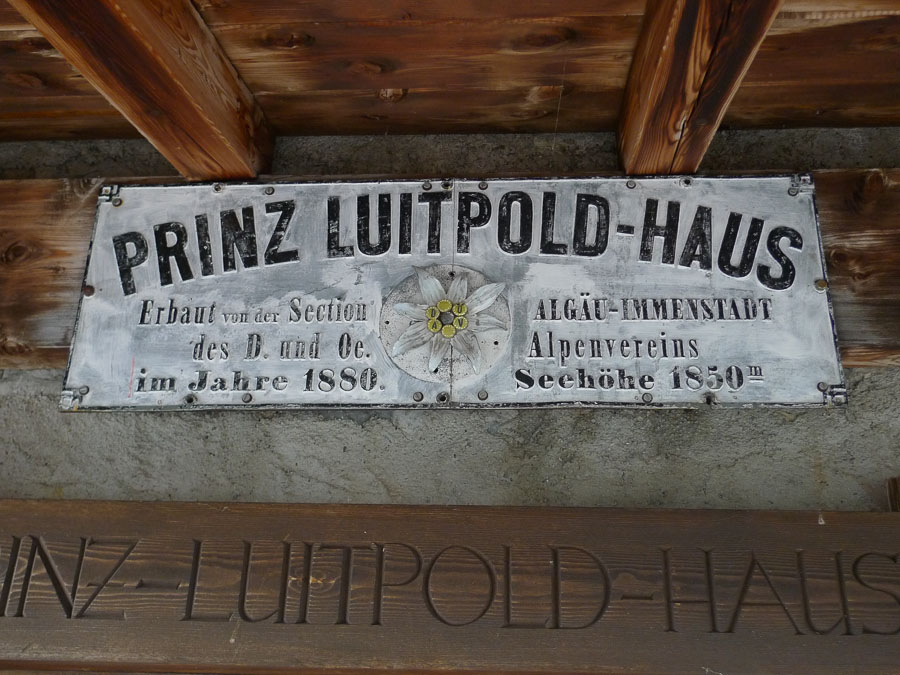 PRINZ LUITPOLD-HAUS
Erbaut von der Section ALGÄU-IMMENSTADT
des D. und Oe. Alpenvereins
im Jahre 1880. Seehöhe 1850 m
INZ-LUITPOLD-HAUS